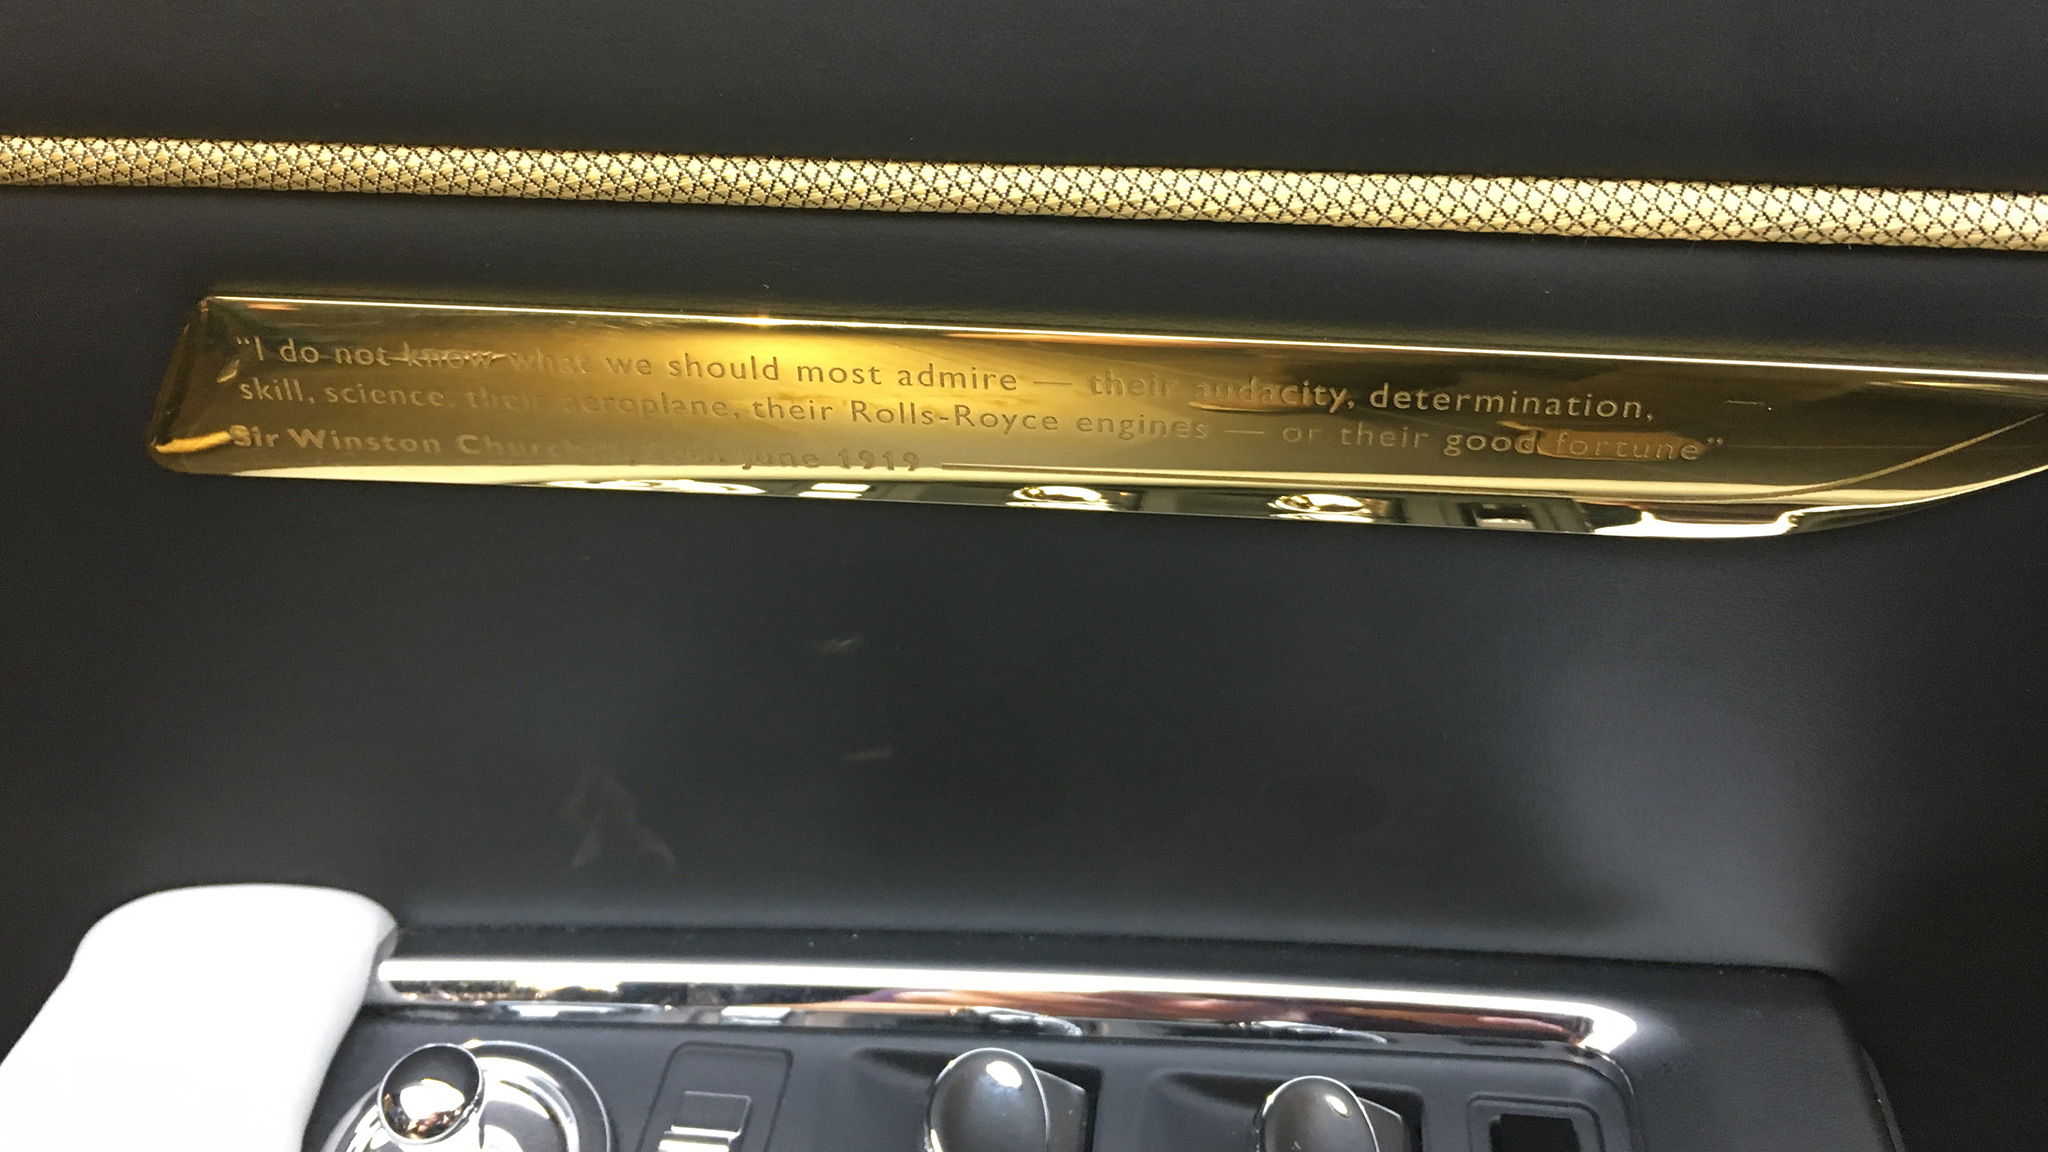 “I do not know what we should most admire — their audacity, determination,
skill, science, their aeroplane, their Rolls-Royce engines — or their good fortune”
Sir Winston Churchill, June 1919